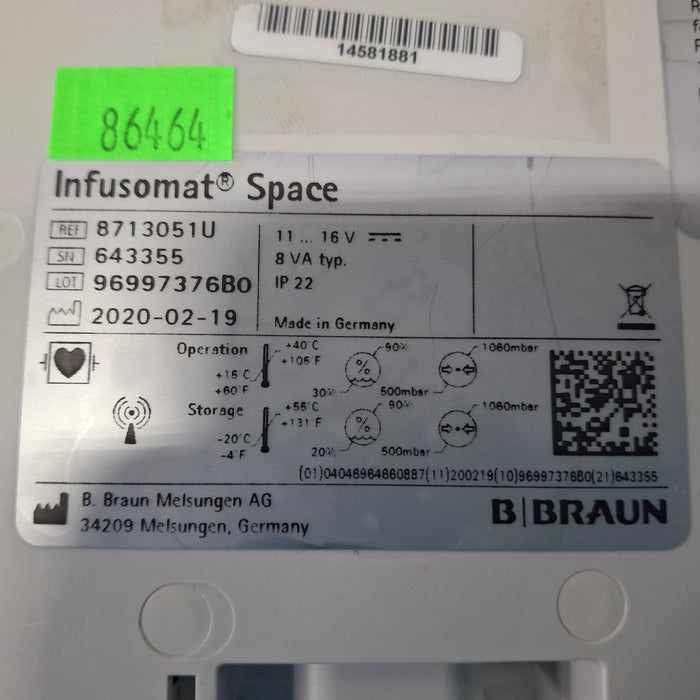 14581881
86464
Infusomat® Space
REF 8713051U
SN 643355
LOT 96997376B0
2020-02-19
11 ... 16 V
8 VA typ.
IP 22
Made in Germany
Operation
+40°C
+105°F
+15°C
+60°F
90%
%
30%
1060mbar
500mbar
Storage
+55°C
+131°F
-20°C
-4°F
90%
%
20%
1060mbar
500mbar
(01)04046964660887(11)200219(10)96997376B0(21)643355
B. Braun Melsungen AG
34209 Melsungen, Germany
B|BRAUN